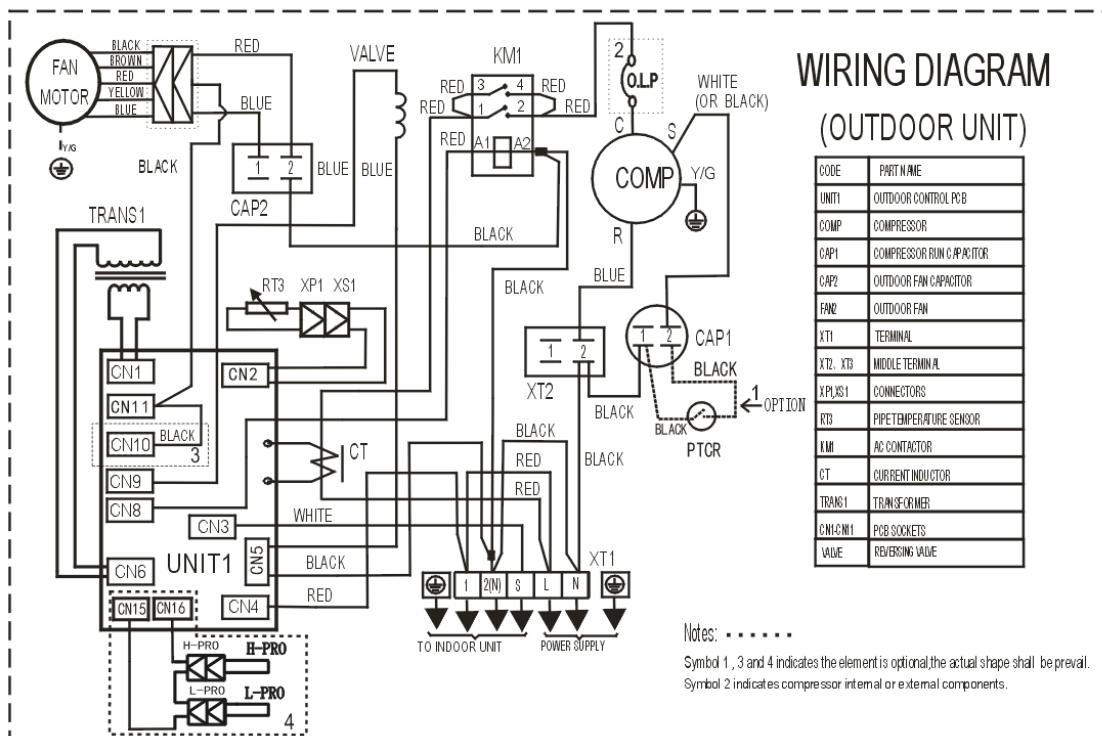 WIRING DIAGRAM
(OUTDOOR UNIT)
FAN
MOTOR
BLACK
BROWN
RED
YELLOW
BLUE
Y/G
RED
BLUE
BLACK
1 2
CAP2
BLUE
VALVE
BLUE
KM1
RED 3 4 RED
RED 1 2 RED
RED A1 A2
BLACK
BLACK
2
O.L.P
C
S
COMP
R
Y/G
WHITE
(OR BLACK)
BLUE
1 2
XT2
BLACK
1 2
CAP1
BLACK
1
OPTION
BLACK
PTCR
TRANS1
RT3 XP1 XS1
CN1
CN2
CN11
CN10
BLACK
3
CN9
CN8
CN3
UNIT1
CN5
CN6
CN4
CN15 CN16
CT
WHITE
BLACK
RED
BLACK
RED
RED
BLACK
XT1
1 2(N) S L N
TO INDOOR UNIT
POWER SUPPLY
H-PRO H-PRO
L-PRO L-PRO
4
CODE PART NAME
UNIT1 OUTDOOR CONTROL PCB
COMP COMPRESSOR
CAP1 COMPRESSOR RUN CAPACITOR
CAP2 OUTDOOR FAN CAPACITOR
FAN2 OUTDOOR FAN
XT1 TERMINAL
XT2、XT3 MIDDLE TERMINAL
XP1,XS1 CONNECTORS
RT3 PIPE TEMPERATURE SENSOR
KM1 AC CONTACTOR
CT CURRENT INDUCTOR
TRANS1 TRANSFORMER
CN1-CN11 PCB SOCKETS
VALVE REVERSING VALVE
Notes: ······
Symbol 1 , 3 and 4 indicates the element is optional,the actual shape shall be prevail.
Symbol 2 indicates compressor internal or external components.